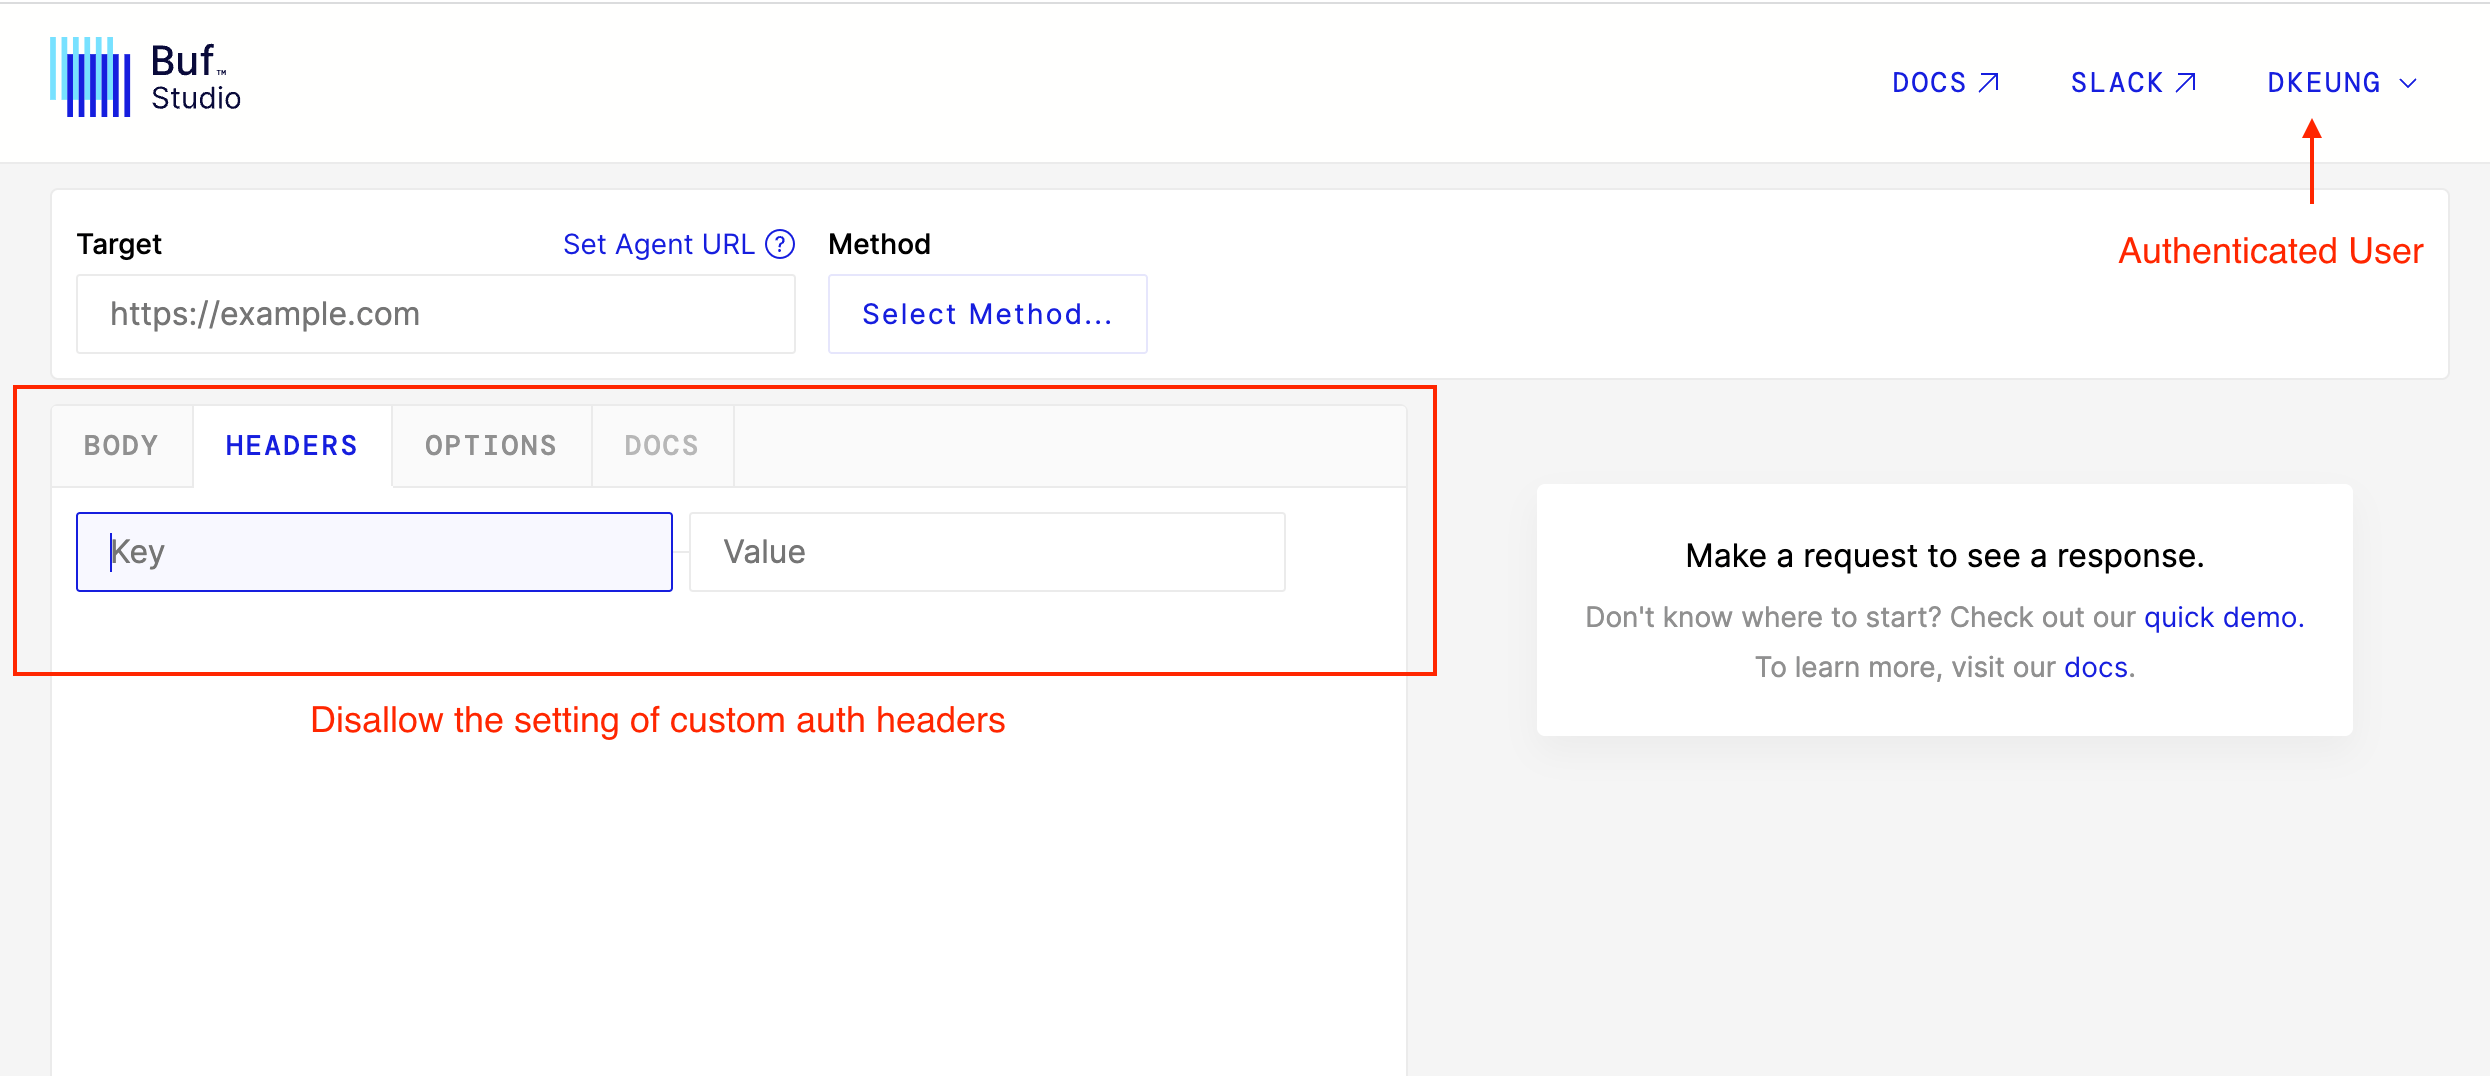 Buf™
Studio
DOCS
SLACK
DKEUNG
Authenticated User
Target
Set Agent URL ?
Method
https://example.com
Select Method...
BODY
HEADERS
OPTIONS
DOCS
Key
Value
Disallow the setting of custom auth headers
Make a request to see a response.
Don't know where to start? Check out our quick demo.
To learn more, visit our docs.